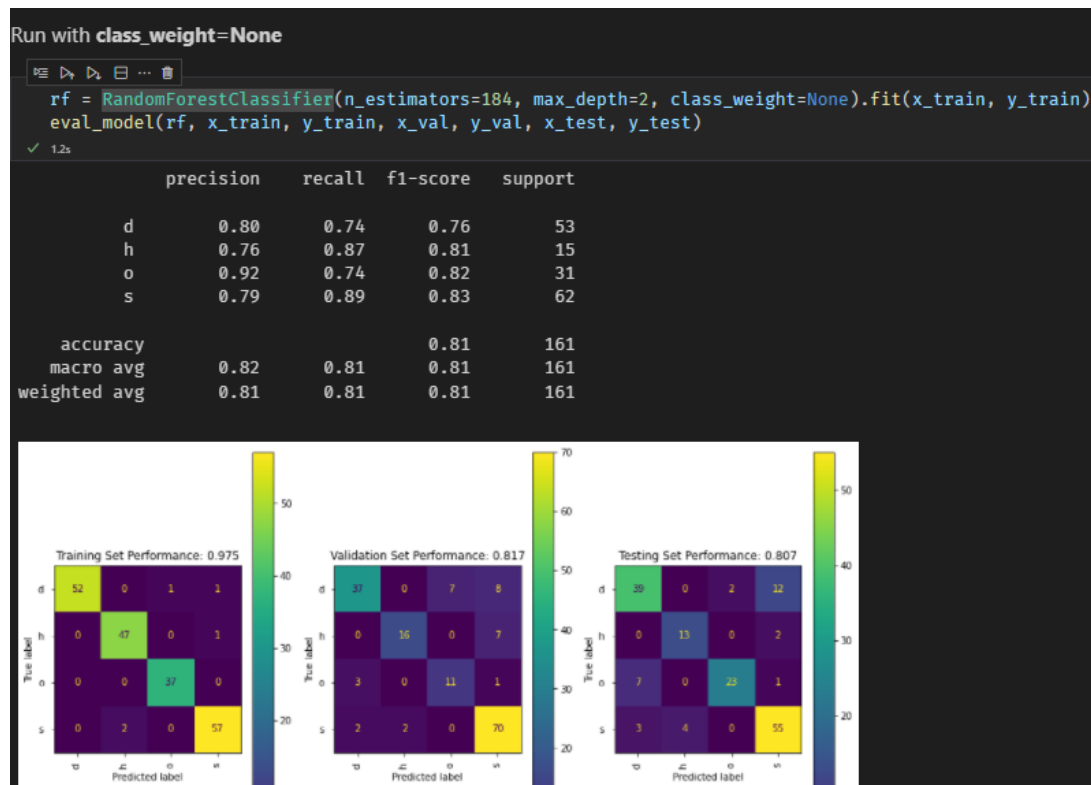 Run with class_weight=None
rf = RandomForestClassifier(n_estimators=184, max_depth=2, class_weight=None).fit(x_train, y_train)
eval_model(rf, x_train, y_train, x_val, y_val, x_test, y_test)
✓ 1.2s
precision recall f1-score support
d 0.80 0.74 0.76 53
h 0.76 0.87 0.81 15
o 0.92 0.74 0.82 31
s 0.79 0.89 0.83 62
accuracy 0.81 161
macro avg 0.82 0.81 0.81 161
weighted avg 0.81 0.81 0.81 161
Training Set Performance: 0.975
True label
d 52 0 1 1
h 0 47 0 1
o 0 0 37 0
s 0 2 0 57
d h o s
Predicted label
50
40
30
20
Validation Set Performance: 0.817
True label
d 37 0 7 8
h 0 16 0 7
o 3 0 11 1
s 2 2 0 70
d h o s
Predicted label
70
60
50
40
30
20
Testing Set Performance: 0.807
True label
d 39 0 2 12
h 0 13 0 2
o 7 0 23 1
s 3 4 0 55
d h o s
Predicted label
50
40
30
20